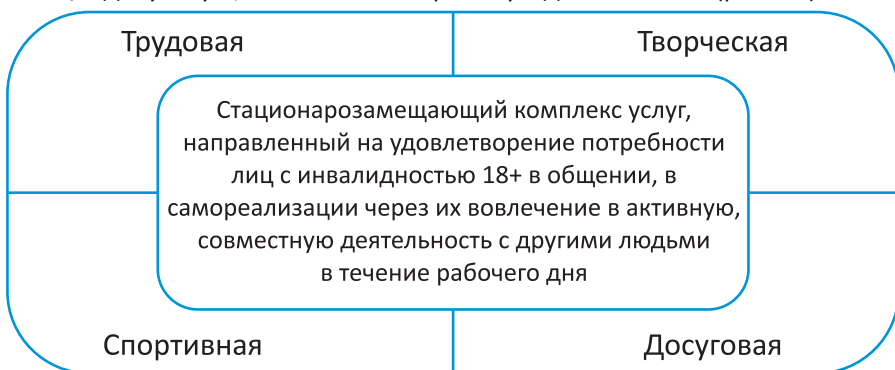 Трудовая
Творческая
Стационарозамещающий комплекс услуг,
направленный на удовлетворение потребности
лиц с инвалидностью 18+ в общении, в
самореализации через их вовлечение в активную,
совместную деятельность с другими людьми
в течение рабочего дня
Спортивная
Досуговая